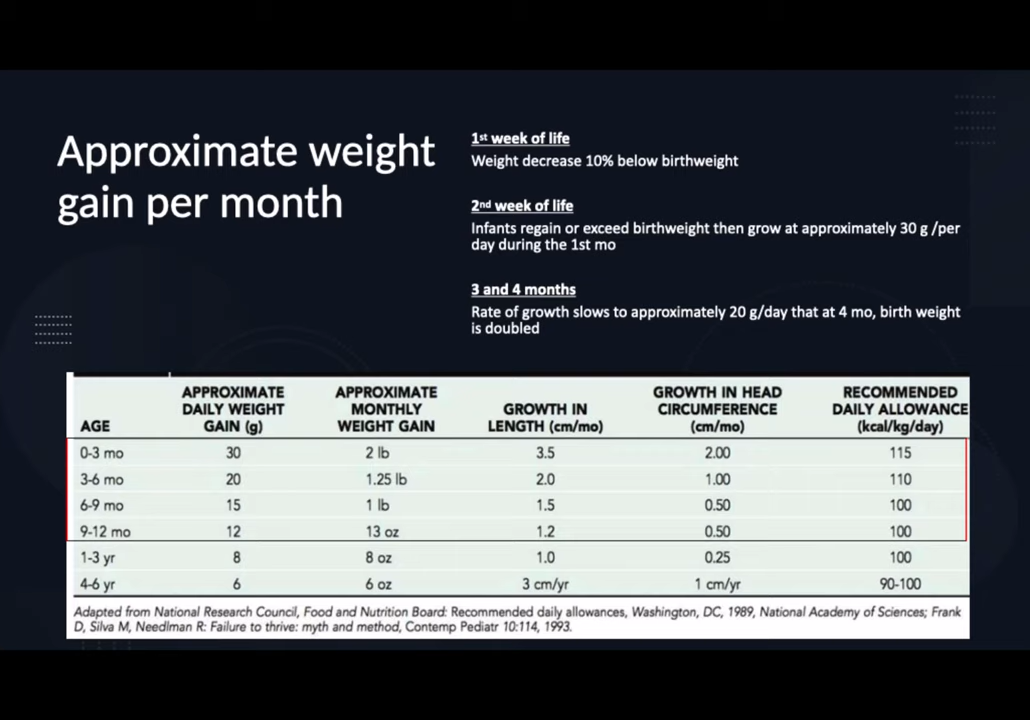 Approximate weight
gain per month
1st week of life
Weight decrease 10% below birthweight
2nd week of life
Infants regain or exceed birthweight then grow at approximately 30 g /per
day during the 1st mo
3 and 4 months
Rate of growth slows to approximately 20 g/day that at 4 mo, birth weight
is doubled
AGE APPROXIMATE DAILY WEIGHT GAIN (g) APPROXIMATE MONTHLY WEIGHT GAIN GROWTH IN LENGTH (cm/mo) GROWTH IN HEAD CIRCUMFERENCE (cm/mo) RECOMMENDED DAILY ALLOWANCE (kcal/kg/day)
0-3 mo 30 2 lb 3.5 2.00 115
3-6 mo 20 1.25 lb 2.0 1.00 110
6-9 mo 15 1 lb 1.5 0.50 100
9-12 mo 12 13 oz 1.2 0.50 100
1-3 yr 8 8 oz 1.0 0.25 100
4-6 yr 6 6 oz 3 cm/yr 1 cm/yr 90-100
Adapted from National Research Council, Food and Nutrition Board: Recommended daily allowances, Washington, DC, 1989, National Academy of Sciences; Frank
D, Silva M, Needlman R: Failure to thrive: myth and method, Contemp Pediatr 10:114, 1993.